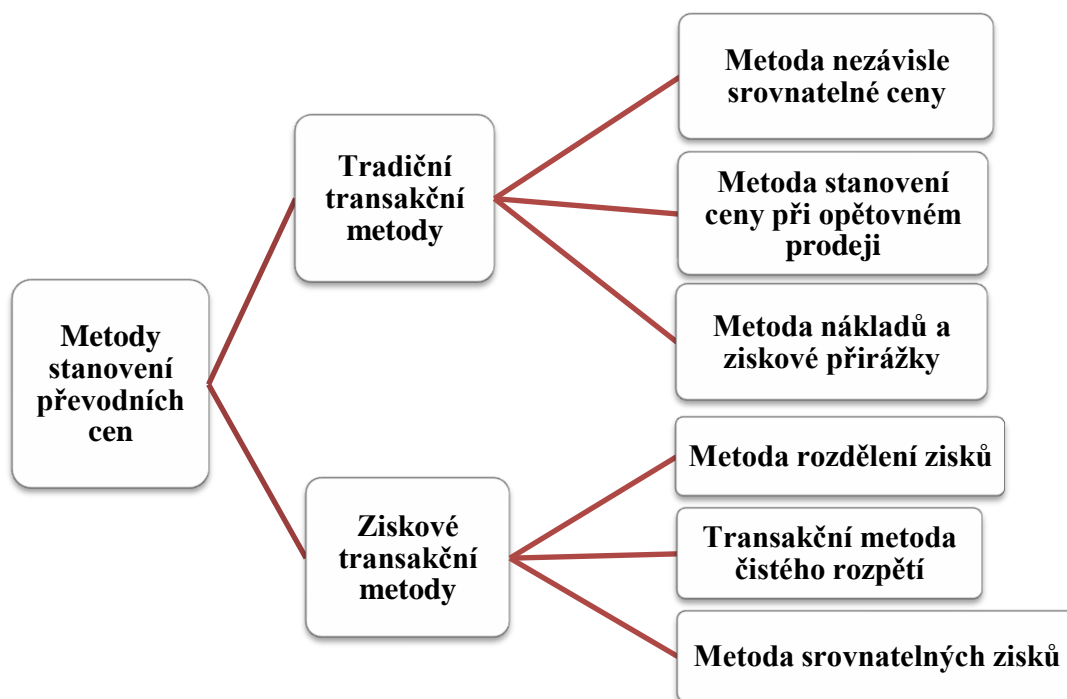 Metody
stanovení
převodních
cen
Tradiční
transakční
metody
Metoda nezávisle
srovnatelné ceny
Metoda stanovení
ceny při opětovném
prodeji
Metoda nákladů a
ziskové přirážky
Ziskové
transakční
metody
Metoda rozdělení zisků
Transakční metoda
čistého rozpětí
Metoda srovnatelných zisků